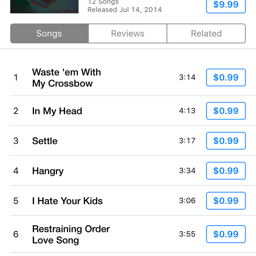 12 Songs
Released Jul 14, 2014
$9.99
Songs
Reviews
Related
1
Waste 'em With
My Crossbow
3:14
$0.99
2
In My Head
4:13
$0.99
3
Settle
3:17
$0.99
4
Hangry
3:34
$0.99
5
I Hate Your Kids
3:06
$0.99
6
Restraining Order
Love Song
3:55
$0.99